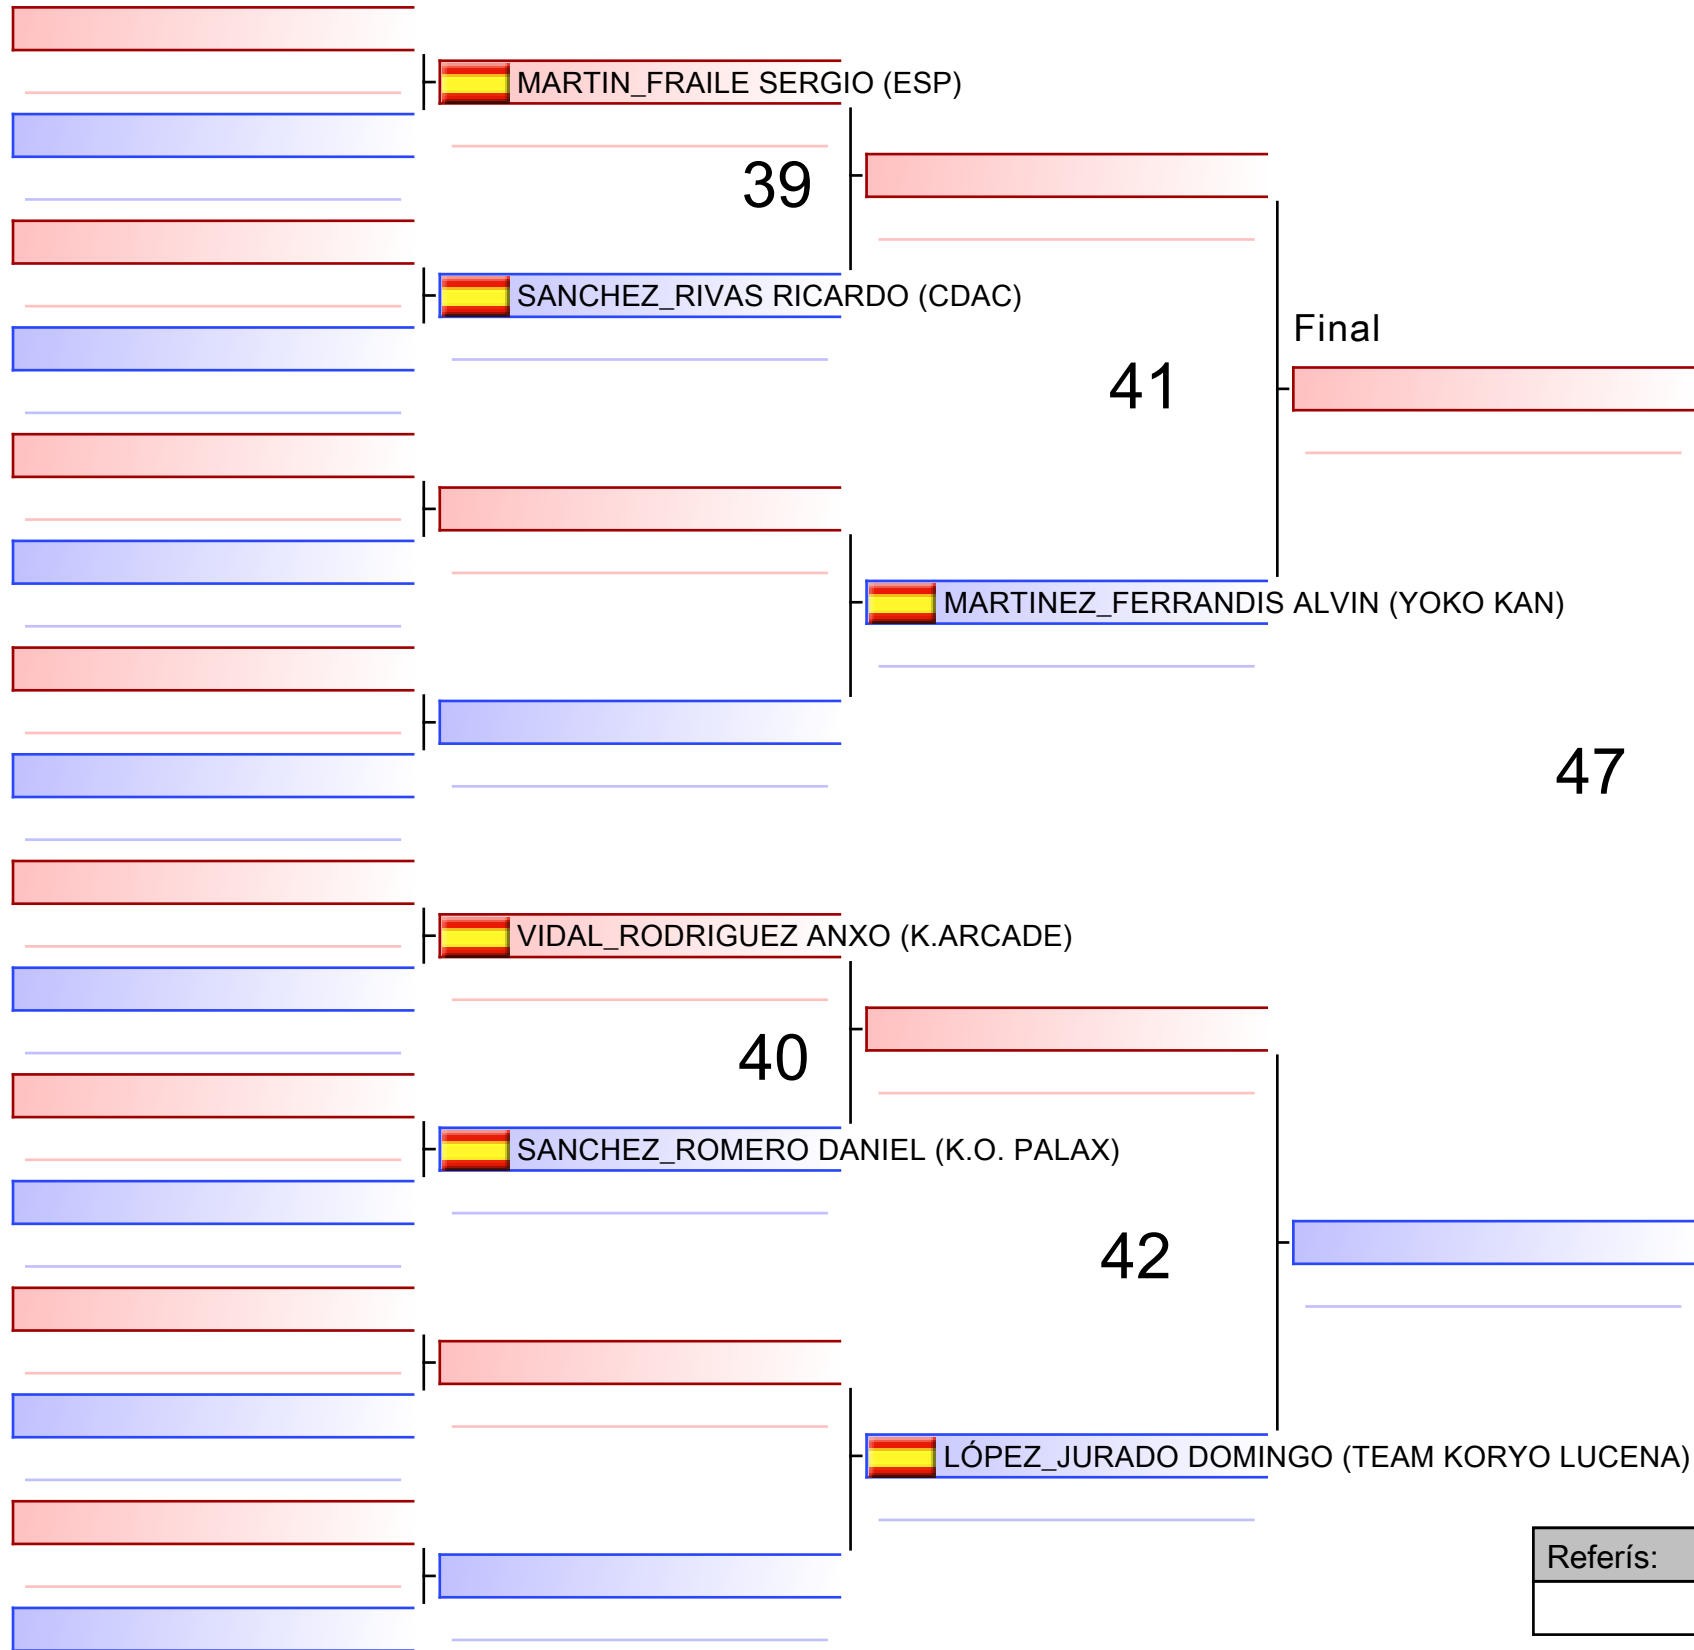 MARTIN_FRAILE SERGIO (ESP)
39
SANCHEZ_RIVAS RICARDO (CDAC)
Final
41
MARTINEZ_FERRANDIS ALVIN (YOKO KAN)
47
VIDAL_RODRIGUEZ ANXO (K.ARCADE)
40
SANCHEZ_ROMERO DANIEL (K.O. PALAX)
42
LÓPEZ_JURADO DOMINGO (TEAM KORYO LUCENA)
Referís: